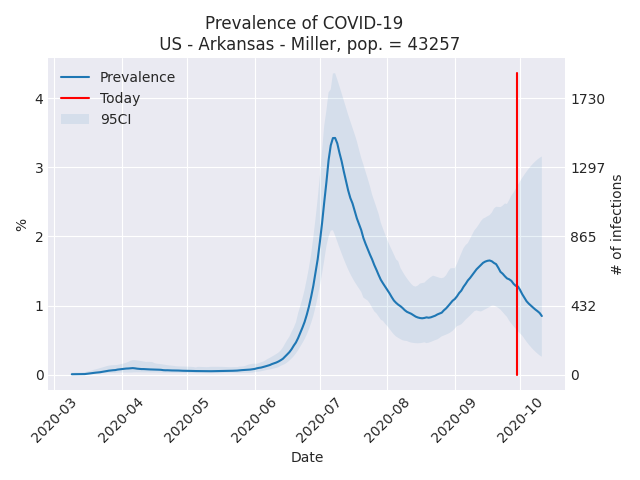 Prevalence of COVID-19
US - Arkansas - Miller, pop. = 43257
Prevalence
Today
95CI
4
3
2
1
0
%
1730
1297
865
432
0
# of infections
2020-03
2020-04
2020-05
2020-06
2020-07
2020-08
2020-09
2020-10
Date